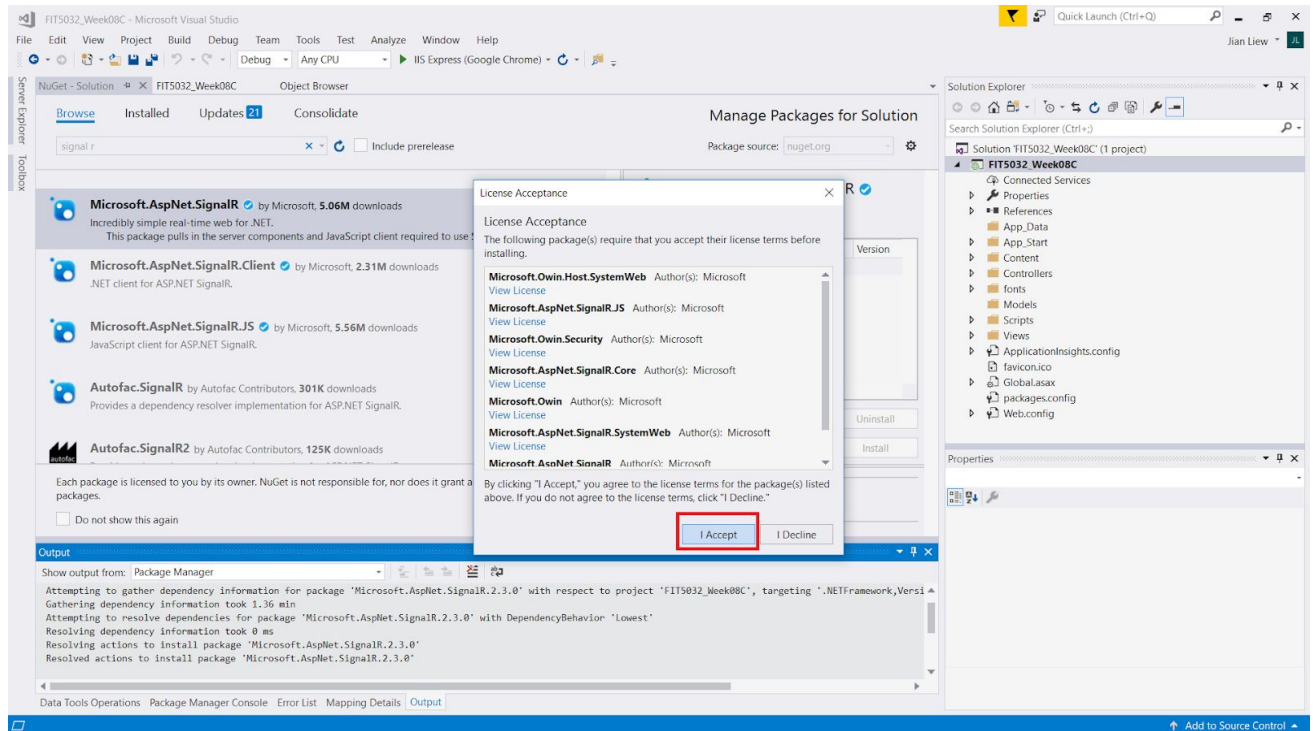 FIT5032_Week08C - Microsoft Visual Studio
Quick Launch (Ctrl+Q)
File Edit View Project Build Debug Team Tools Test Analyze Window Help
Jian Liew JL
Debug Any CPU IIS Express (Google Chrome)
Server Explorer
Toolbox
NuGet - Solution FIT5032_Week08C Object Browser
Browse Installed Updates 21 Consolidate
Manage Packages for Solution
signal r
Include prerelease
Package source: nuget.org
R
Version
Microsoft.AspNet.SignalR by Microsoft, 5.06M downloads
Incredibly simple real-time web for .NET.
This package pulls in the server components and JavaScript client required to use
Microsoft.AspNet.SignalR.Client by Microsoft, 2.31M downloads
.NET client for ASP.NET SignalR.
Microsoft.AspNet.SignalR.JS by Microsoft, 5.56M downloads
JavaScript client for ASP.NET SignalR.
Autofac.SignalR by Autofac Contributors, 301K downloads
Provides a dependency resolver implementation for ASP.NET SignalR.
autofac
Autofac.SignalR2 by Autofac Contributors, 125K downloads
Uninstall
Install
Each package is licensed to you by its owner. NuGet is not responsible for, nor does it grant a
packages.
Do not show this again
License Acceptance
License Acceptance
The following package(s) require that you accept their license terms before
installing.
Microsoft.Owin.Host.SystemWeb Author(s): Microsoft
View License
Microsoft.AspNet.SignalR.JS Author(s): Microsoft
View License
Microsoft.Owin.Security Author(s): Microsoft
View License
Microsoft.AspNet.SignalR.Core Author(s): Microsoft
View License
Microsoft.Owin Author(s): Microsoft
View License
Microsoft.AspNet.SignalR.SystemWeb Author(s): Microsoft
View License
Microsoft.AspNet.SignalR Author(s): Microsoft
By clicking "I Accept," you agree to the license terms for the package(s) listed
above. If you do not agree to the license terms, click "I Decline."
I Accept I Decline
Output
Show output from: Package Manager
Attempting to gather dependency information for package 'Microsoft.AspNet.SignalR.2.3.0' with respect to project 'FIT5032_Week08C', targeting '.NETFramework,Versi
Gathering dependency information took 1.36 min
Attempting to resolve dependencies for package 'Microsoft.AspNet.SignalR.2.3.0' with DependencyBehavior 'Lowest'
Resolving dependency information took 0 ms
Resolving actions to install package 'Microsoft.AspNet.SignalR.2.3.0'
Resolved actions to install package 'Microsoft.AspNet.SignalR.2.3.0'
Data Tools Operations Package Manager Console Error List Mapping Details Output
Solution Explorer
Search Solution Explorer (Ctrl+;)
Solution 'FIT5032_Week08C' (1 project)
FIT5032_Week08C
Connected Services
Properties
References
App_Data
App_Start
Content
Controllers
fonts
Models
Scripts
Views
ApplicationInsights.config
favicon.ico
Global.asax
packages.config
Web.config
Properties
Add to Source Control